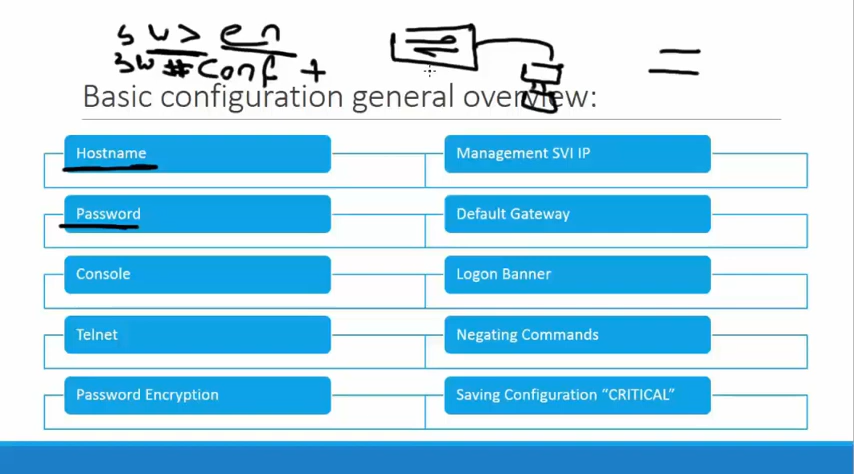 sw> en
sw # conf t
Basic configuration general overview:
Hostname
Management SVI IP
Password
Default Gateway
Console
Logon Banner
Telnet
Negating Commands
Password Encryption
Saving Configuration “CRITICAL”